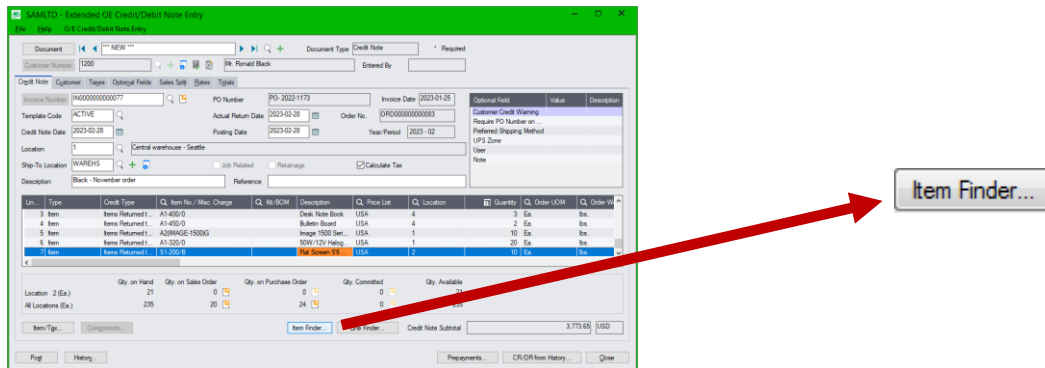 SAMLTD - Extended OE Credit/Debit Note Entry
File Help O/E Credit/Debit Note Entry
Document *** NEW *** Document Type Credit Note * Required
Customer Number 1200 Mr. Ronald Black Entered By
Credit Note Customer Taxes Optional Fields Sales Split Rates Totals
Invoice Number IN0000000000077 PO Number PO- 2022-1173 Invoice Date 2023-01-25
Template Code ACTIVE Actual Return Date 2023-02-28 Order No. ORD000000000083
Credit Note Date 2023-02-28 Posting Date 2023-02-28 Year/Period 2023 - 02
Location 1 Central warehouse - Seattle
Ship-To Location WAREHS Job Related Retainage Calculate Tax
Description Black - November order Reference
Optional Field Value Description
Customer Credit Warning
Require PO Number on ...
Preferred Shipping Method
UPS Zone
User
Note
Lin... Type Credit Type Item No./ Misc. Charge Kit/BOM Description Price List Location Quantity Order UOM Order W
3 Item Items Returned t... A1-400/0 Desk Note Book USA 4 3 Ea. lbs.
4 Item Items Returned t... A1-450/0 Bulletin Board USA 4 2 Ea. lbs.
5 Item Items Returned t... A2(IMAGE-1500)G Image 1500 Seri... USA 1 10 Ea. lbs.
6 Item Items Returned t... A1-320/0 50W/12V Halog... USA 1 20 Ea. lbs.
7 Item Items Returned t... S1-200/B Flat Screen 5'6 ... USA 2 10 Ea. lbs.
Qty. on Hand Qty. on Sales Order Qty. on Purchase Order Qty. Committed Qty. Available
Location 2 (Ea.) 21 0 0 0 21
All Locations (Ea.) 235 20 24 0
Item/Tax... Components... Item Finder... Line Finder... Credit Note Subtotal 3,773.65 USD
Post History... Prepayments... CR/DR from History... Close
Item Finder...